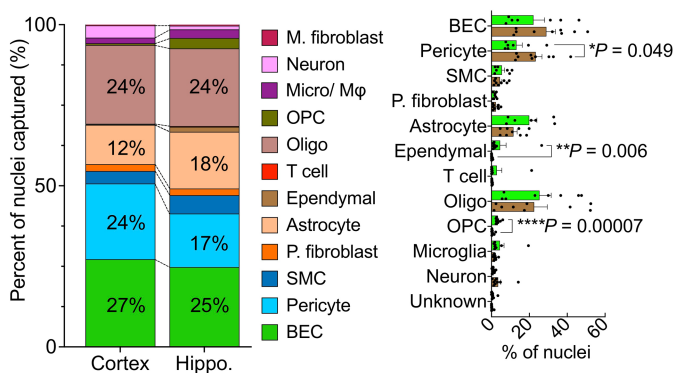 Percent of nuclei captured (%)
100
50
0
24%
12%
24%
27%
24%
18%
17%
25%
Cortex
Hippo.
M. fibroblast
Neuron
Micro/ Mφ
OPC
Oligo
T cell
Ependymal
Astrocyte
P. fibroblast
SMC
Pericyte
BEC
BEC
Pericyte
*P = 0.049
SMC
P. fibroblast
Astrocyte
Ependymal
**P = 0.006
T cell
Oligo
OPC
****P = 0.00007
Microglia
Neuron
Unknown
0
20
40
60
% of nuclei